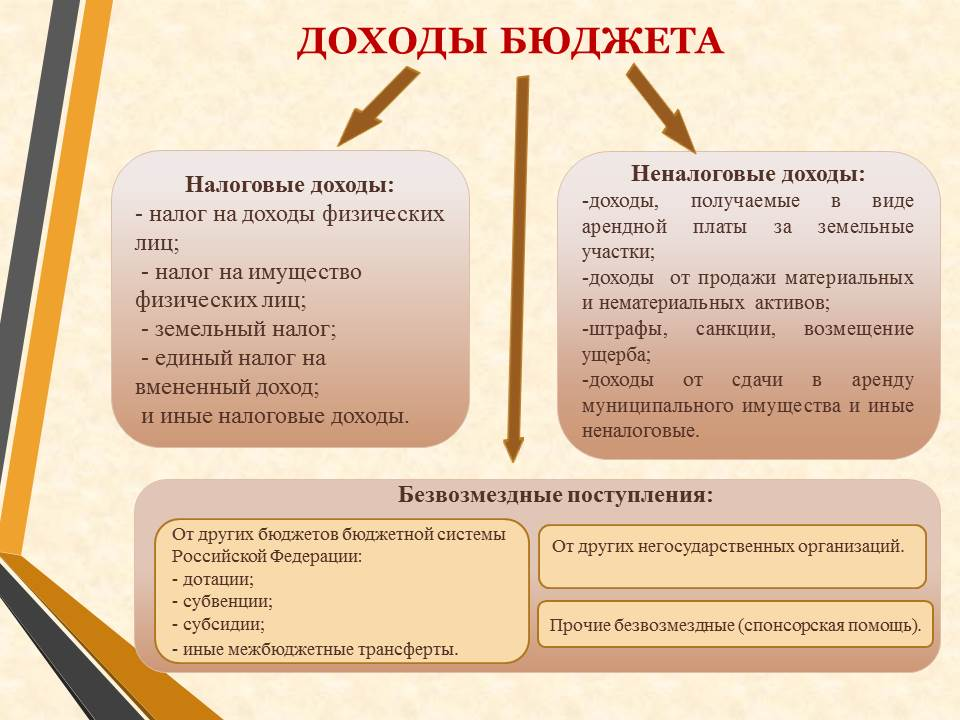 ДОХОДЫ БЮДЖЕТА
Налоговые доходы:
- налог на доходы физических
лиц;
- налог на имущество
физических лиц;
- земельный налог;
- единый налог на
вмененный доход;
и иные налоговые доходы.
Неналоговые доходы:
-доходы, получаемые в виде
арендной платы за земельные
участки;
-доходы от продажи материальных
и нематериальных активов;
-штрафы, санкции, возмещение
ущерба;
-доходы от сдачи в аренду
муниципального имущества и иные
неналоговые.
Безвозмездные поступления:
От других бюджетов бюджетной системы
Российской Федерации:
- дотации;
- субвенции;
- субсидии;
- иные межбюджетные трансферты.
От других негосударственных организаций.
Прочие безвозмездные (спонсорская помощь).